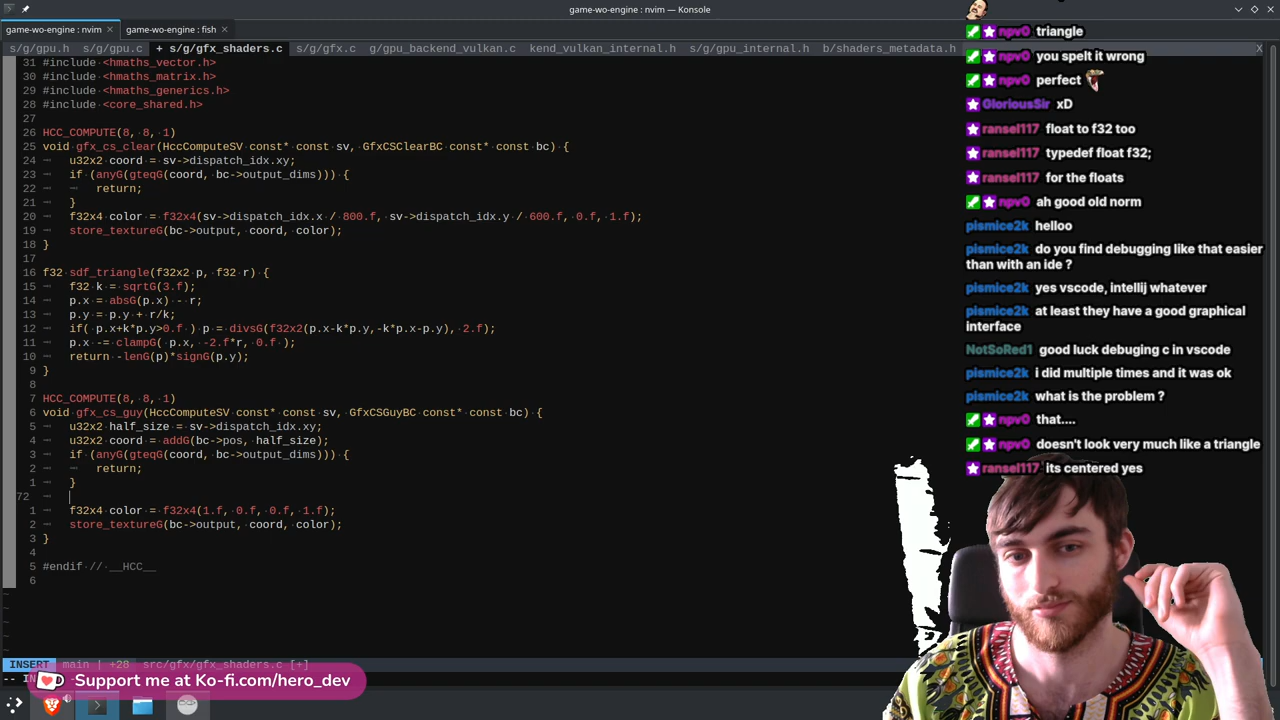 game-wo-engine : nvim — Konsole
game-wo-engine : nvim
game-wo-engine : fish
s/g/gpu.h s/g/gpu.c + s/g/gfx_shaders.c s/g/gfx.c g/gpu_backend_vulkan.c kend_vulkan_internal.h s/g/gpu_internal.h b/shaders_metadata.h X
31 #include <hmaths_vector.h>
30 #include <hmaths_matrix.h>
29 #include <hmaths_generics.h>
28 #include <core_shared.h>
27
26 HCC_COMPUTE(8, 8, 1)
25 void gfx_cs_clear(HccComputeSV const* const sv, GfxCSClearBC const* const bc) {
24 u32x2 coord = sv->dispatch_idx.xy;
23 if (anyG(gteqG(coord, bc->output_dims))) {
22 return;
21 }
20 f32x4 color = f32x4(sv->dispatch_idx.x / 800.f, sv->dispatch_idx.y / 600.f, 0.f, 1.f);
19 store_textureG(bc->output, coord, color);
18 }
17
16 f32 sdf_triangle(f32x2 p, f32 r) {
15 f32 k = sqrtG(3.f);
14 p.x = absG(p.x) - r;
13 p.y = p.y + r/k;
12 if( p.x+k*p.y>0.f ) p = divsG(f32x2(p.x-k*p.y,-k*p.x-p.y), 2.f);
11 p.x -= clampG( p.x, -2.f*r, 0.f );
10 return -lenG(p)*signG(p.y);
9 }
8
7 HCC_COMPUTE(8, 8, 1)
6 void gfx_cs_guy(HccComputeSV const* const sv, GfxCSGuyBC const* const bc) {
5 u32x2 half_size = sv->dispatch_idx.xy;
4 u32x2 coord = addG(bc->pos, half_size);
3 if (anyG(gteqG(coord, bc->output_dims))) {
2 return;
1 }
72
1 f32x4 color = f32x4(1.f, 0.f, 0.f, 1.f);
2 store_textureG(bc->output, coord, color);
3 }
4
5 #endif // __HCC__
6
INSERT main | +28 src/gfx/gfx_shaders.c [+]
-- IN
Support me at Ko-fi.com/hero_dev
npv0 triangle
npv0 you spelt it wrong
npv0 perfect
GloriousSir xD
ransel117 float to f32 too
ransel117 typedef float f32;
ransel117 for the floats
npv0 ah good old norm
pismice2k helloo
pismice2k do you find debugging like that easier
than with an ide ?
pismice2k yes vscode, intellij whatever
pismice2k at least they have a good graphical
interface
NotSoRed1 good luck debuging c in vscode
pismice2k i did multiple times and it was ok
pismice2k what is the problem ?
npv0 that....
npv0 doesn't look very much like a triangle
ransel117 its centered yes